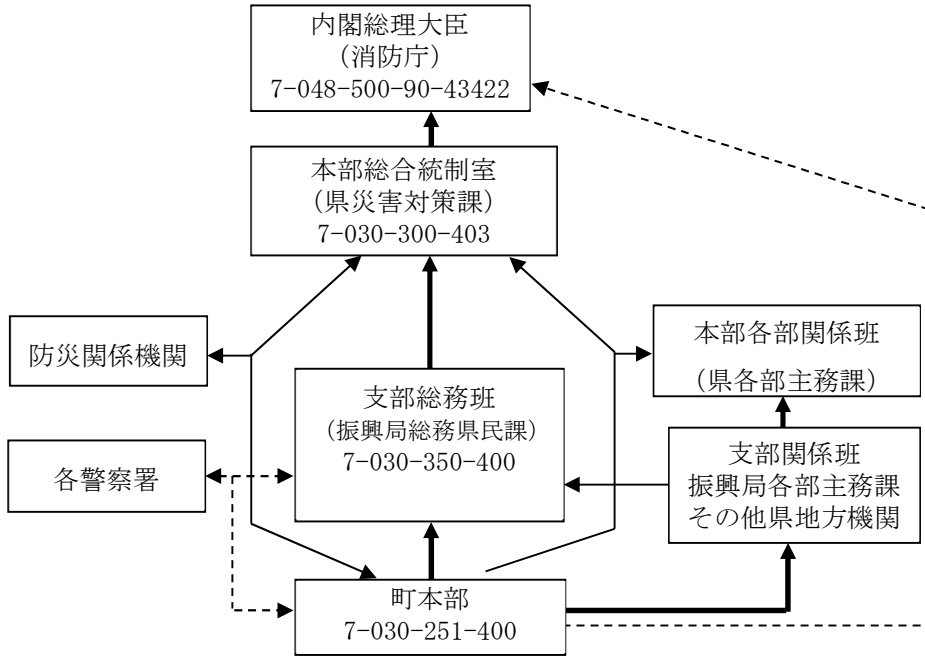 内閣総理大臣
（消防庁）
7-048-500-90-43422
本部総合統制室
（県災害対策課）
7-030-300-403
防災関係機関
本部各部関係班
（県各部主務課）
支部総務班
（振興局総務県民課）
7-030-350-400
各警察署
支部関係班
振興局各部主務課
その他県地方機関
町本部
7-030-251-400